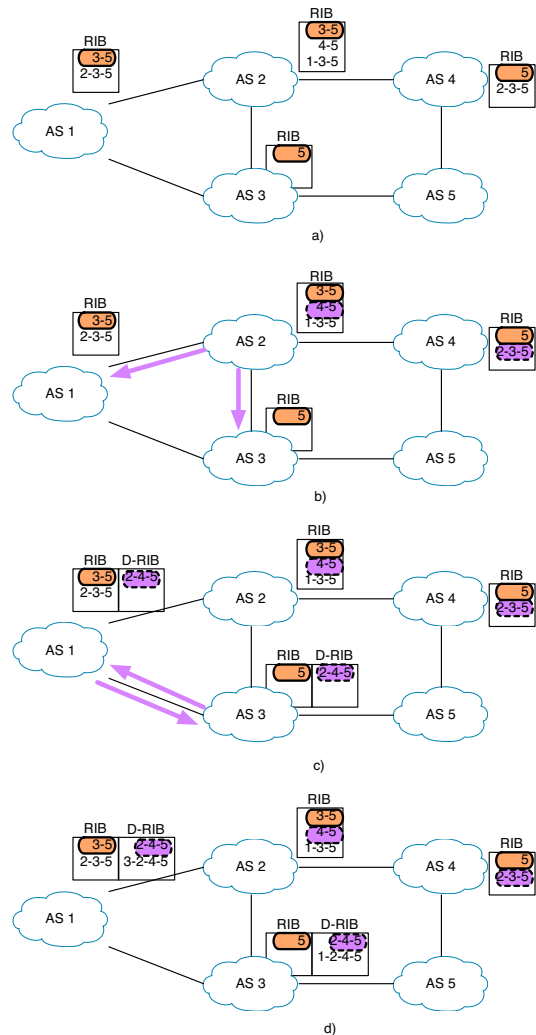 RIB
3-5
4-5
1-3-5
RIB
3-5
2-3-5
AS 2
AS 4
RIB
5
2-3-5
AS 1
RIB
5
AS 3
AS 5
a)
RIB
3-5
4-5
1-3-5
RIB
3-5
2-3-5
AS 2
AS 4
RIB
5
2-3-5
AS 1
RIB
5
AS 3
AS 5
b)
RIB
3-5
4-5
1-3-5
RIB D-RIB
3-5 2-4-5
2-3-5
AS 2
AS 4
RIB
5
2-3-5
AS 1
RIB D-RIB
5 2-4-5
AS 3
AS 5
c)
RIB
3-5
4-5
1-3-5
RIB D-RIB
3-5 2-4-5
2-3-5 3-2-4-5
AS 2
AS 4
RIB
5
2-3-5
AS 1
RIB D-RIB
5 2-4-5
1-2-4-5
AS 3
AS 5
d)